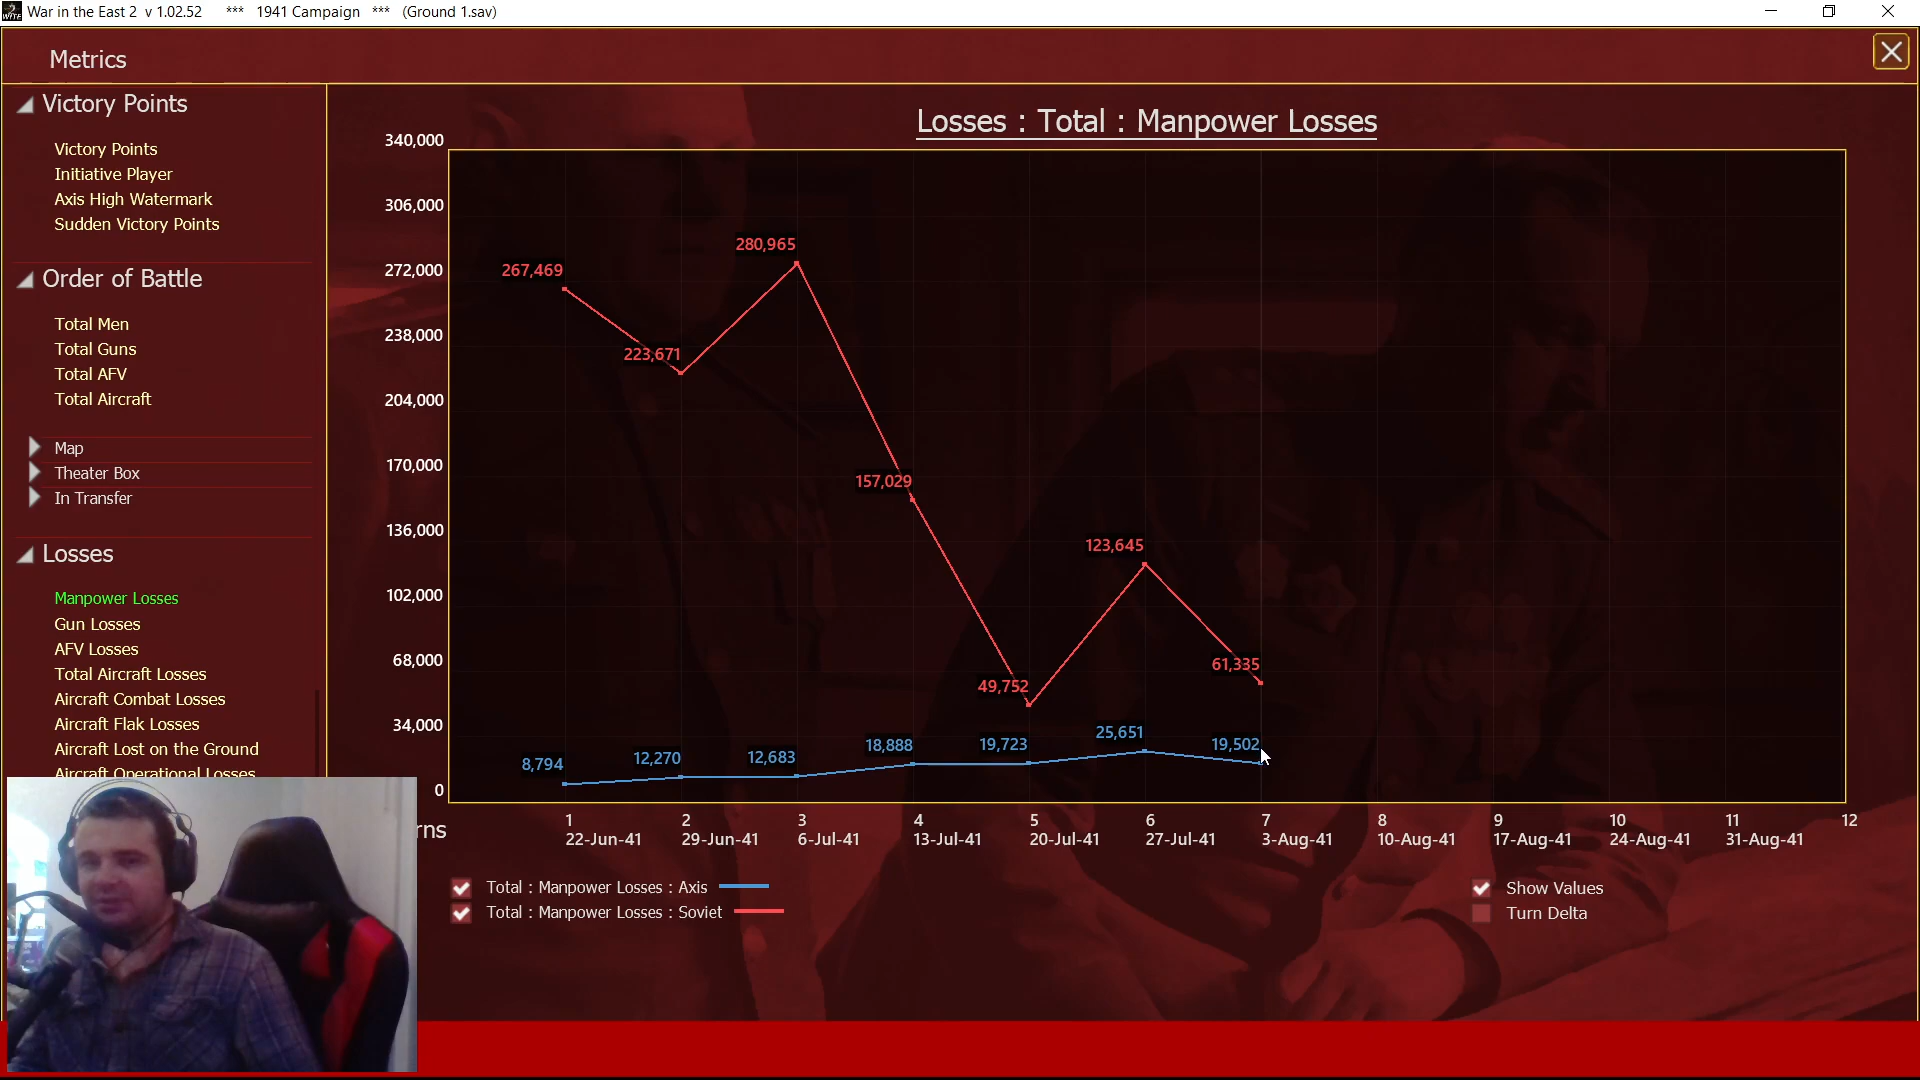 War in the East 2 v 1.02.52 *** 1941 Campaign *** (Ground 1.sav)
Metrics
Victory Points
Victory Points
Initiative Player
Axis High Watermark
Sudden Victory Points
Order of Battle
Total Men
Total Guns
Total AFV
Total Aircraft
Map
Theater Box
In Transfer
Losses
Manpower Losses
Gun Losses
AFV Losses
Total Aircraft Losses
Aircraft Combat Losses
Aircraft Flak Losses
Aircraft Lost on the Ground
Aircraft Operational Losses
Losses : Total : Manpower Losses
340,000
306,000
272,000
238,000
204,000
170,000
136,000
102,000
68,000
34,000
0
267,469
223,671
280,965
157,029
49,752
123,645
61,335
8,794
12,270
12,683
18,888
19,723
25,651
19,502
rns
1 2 3 4 5 6 7 8 9 10 11 12
22-Jun-41 29-Jun-41 6-Jul-41 13-Jul-41 20-Jul-41 27-Jul-41 3-Aug-41 10-Aug-41 17-Aug-41 24-Aug-41 31-Aug-41
Total : Manpower Losses : Axis
Total : Manpower Losses : Soviet
Show Values
Turn Delta